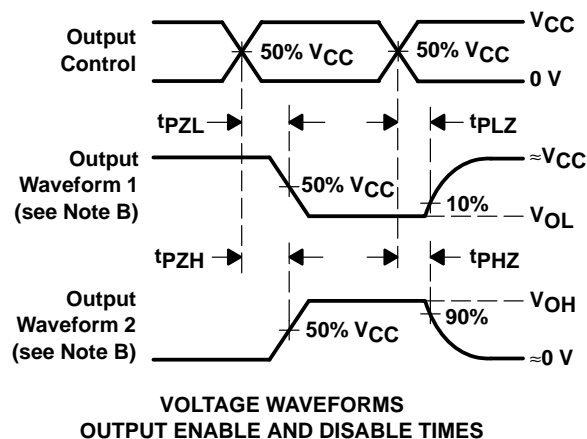 Output
Control
50% VCC
50% VCC
VCC
0 V
tPZL
tPLZ
Output
Waveform 1
(see Note B)
50% VCC
≈VCC
10%
VOL
tPZH
tPHZ
Output
Waveform 2
(see Note B)
50% VCC
VOH
90%
≈0 V
VOLTAGE WAVEFORMS
OUTPUT ENABLE AND DISABLE TIMES